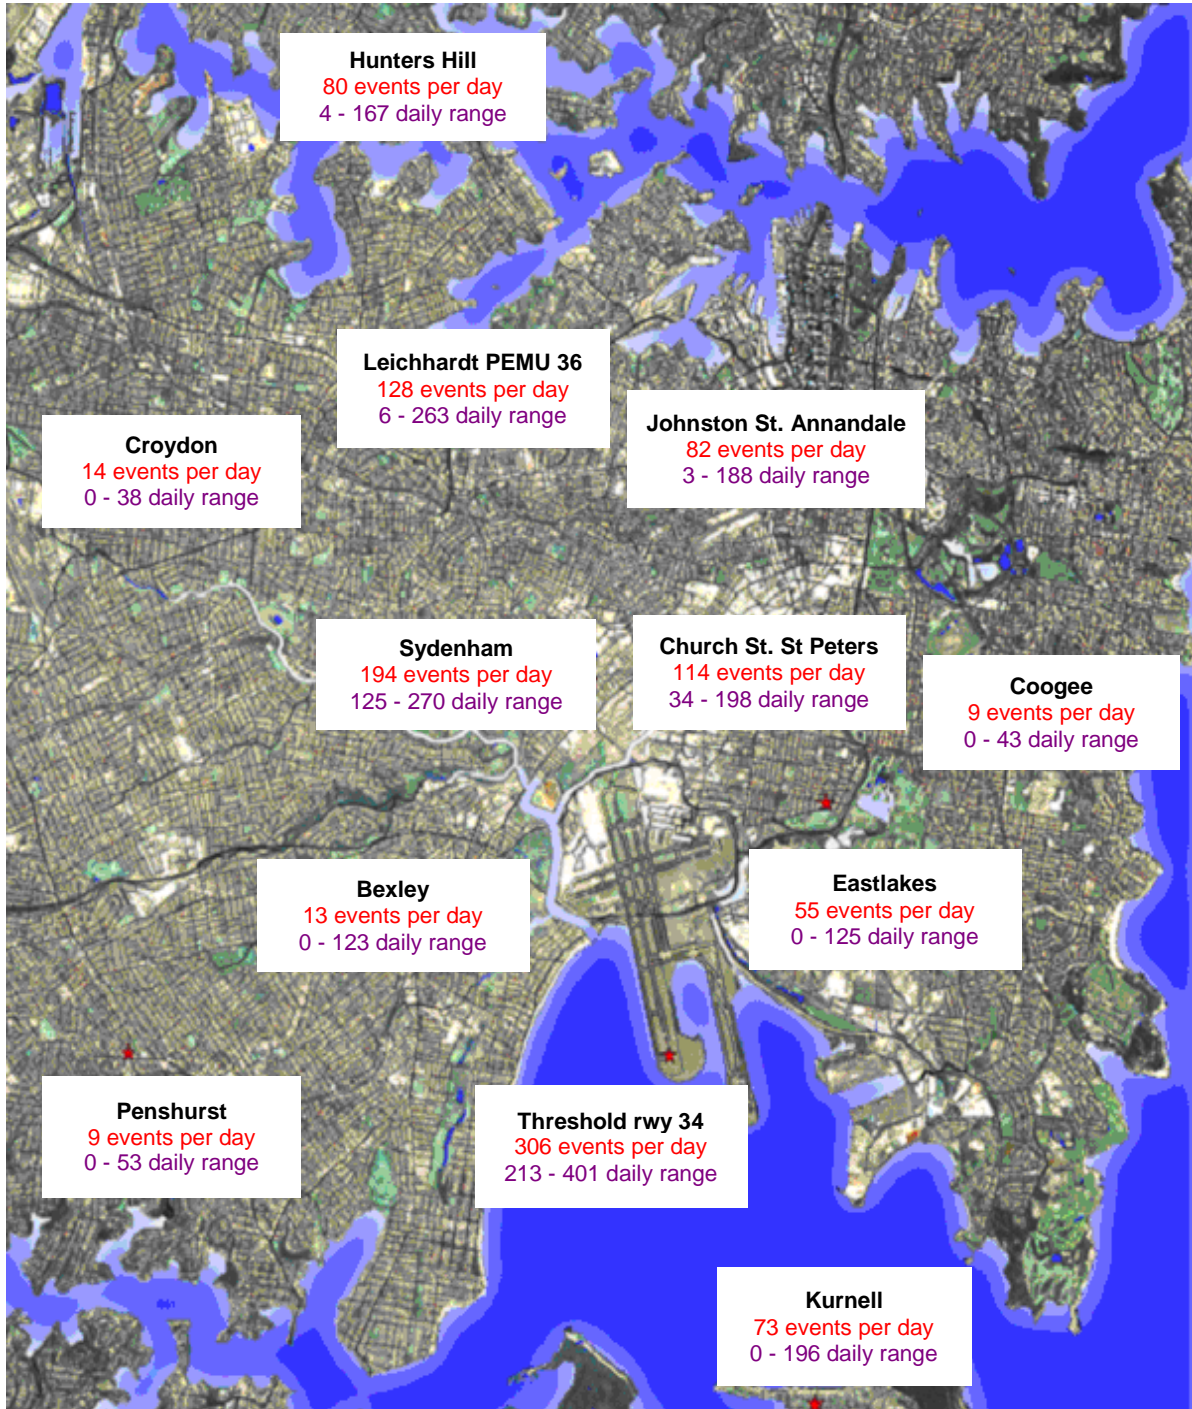 Hunters Hill
80 events per day
4 - 167 daily range
Leichhardt PEMU 36
128 events per day
6 - 263 daily range
Johnston St. Annandale
82 events per day
3 - 188 daily range
Croydon
14 events per day
0 - 38 daily range
Sydenham
194 events per day
125 - 270 daily range
Church St. St Peters
114 events per day
34 - 198 daily range
Coogee
9 events per day
0 - 43 daily range
Bexley
13 events per day
0 - 123 daily range
Eastlakes
55 events per day
0 - 125 daily range
Penshurst
9 events per day
0 - 53 daily range
Threshold rwy 34
306 events per day
213 - 401 daily range
Kurnell
73 events per day
0 - 196 daily range